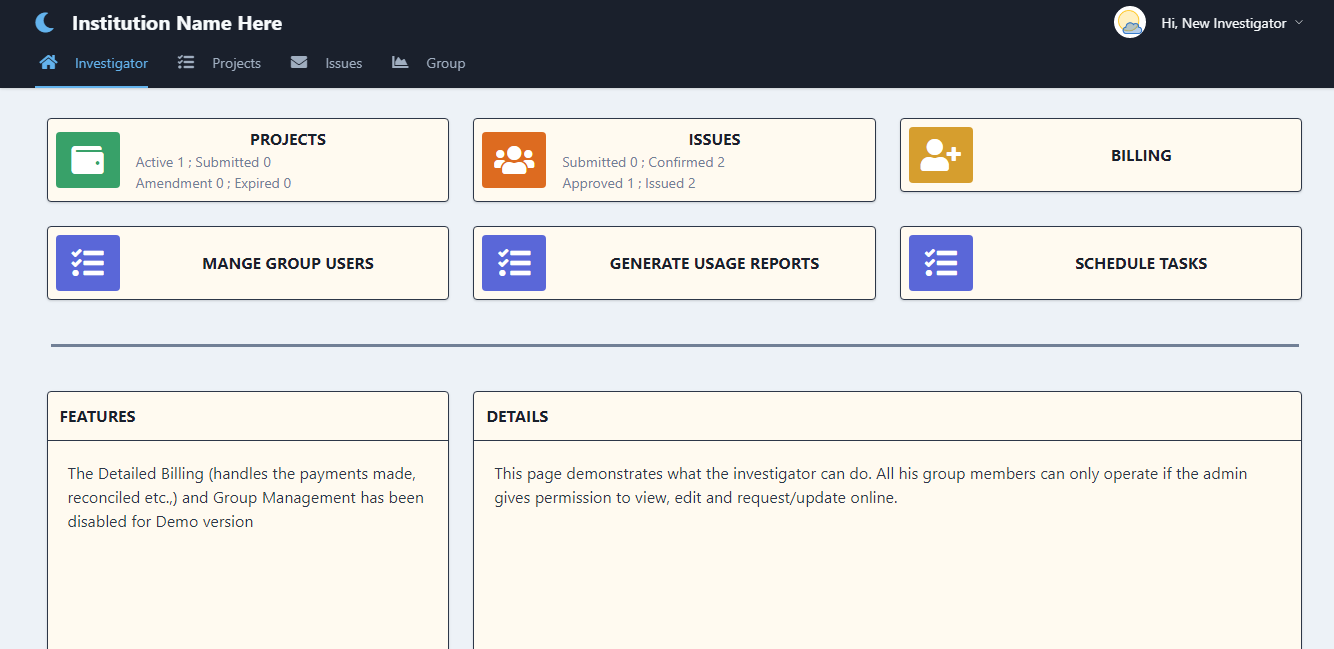 Institution Name Here
Hi, New Investigator
Investigator
Projects
Issues
Group
PROJECTS
Active 1 ; Submitted 0
Amendment 0 ; Expired 0
ISSUES
Submitted 0 ; Confirmed 2
Approved 1 ; Issued 2
BILLING
MANGE GROUP USERS
GENERATE USAGE REPORTS
SCHEDULE TASKS
FEATURES
The Detailed Billing (handles the payments made,
reconciled etc.,) and Group Management has been
disabled for Demo version
DETAILS
This page demonstrates what the investigator can do. All his group members can only operate if the admin
gives permission to view, edit and request/update online.